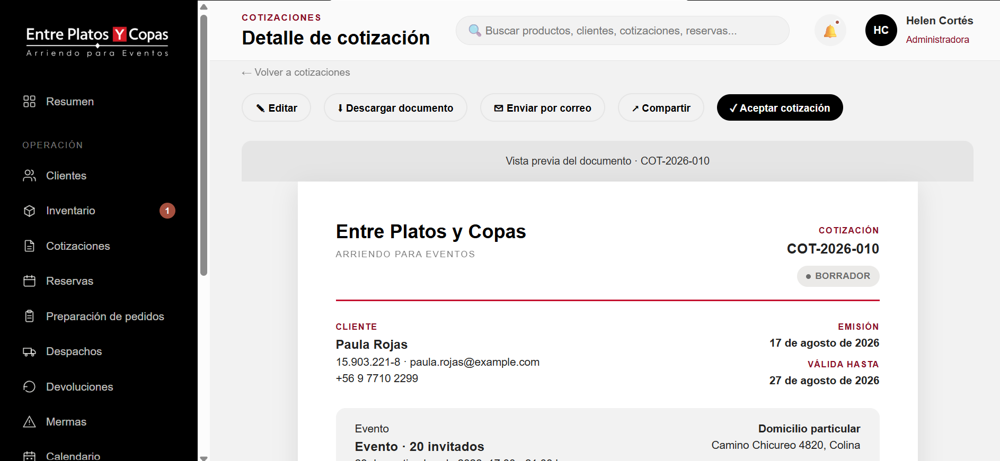 Entre Platos Y Copas
Arriendo para Eventos
Resumen
OPERACIÓN
Clientes
Inventario 1
Cotizaciones
Reservas
Preparación de pedidos
Despachos
Devoluciones
Mermas
Calendario
COTIZACIONES
Detalle de cotización
Buscar productos, clientes, cotizaciones, reservas...
HC
Helen Cortés
Administradora
← Volver a cotizaciones
Editar
Descargar documento
Enviar por correo
Compartir
Aceptar cotización
Vista previa del documento · COT-2026-010
Entre Platos y Copas
ARRIENDO PARA EVENTOS
COTIZACIÓN
COT-2026-010
BORRADOR
CLIENTE
Paula Rojas
15.903.221-8 · paula.rojas@example.com
+56 9 7710 2299
EMISIÓN
17 de agosto de 2026
VÁLIDA HASTA
27 de agosto de 2026
Evento
Evento · 20 invitados
Domicilio particular
Camino Chicureo 4820, Colina